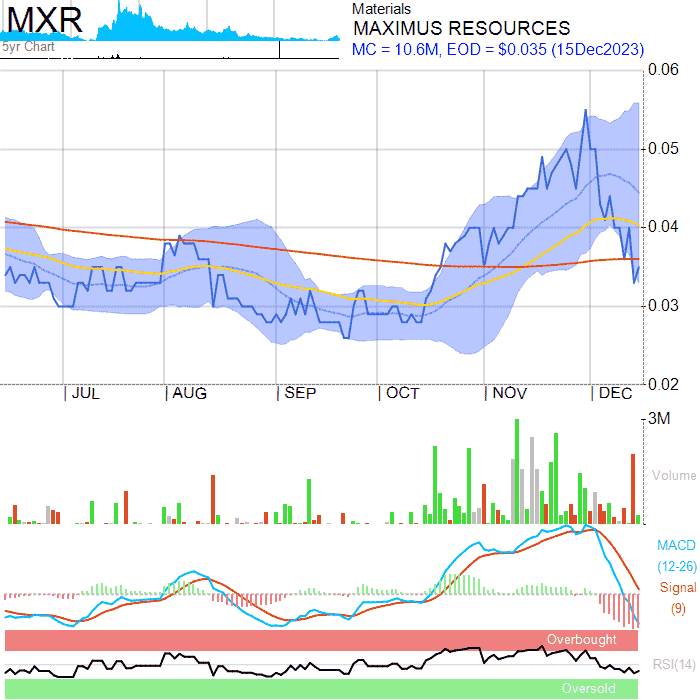 MXR
Materials
MAXIMUS RESOURCES
5yr Chart
MC = 10.6M, EOD = $0.035 (15Dec2023)
0.06
0.05
0.04
0.03
0.02
JUL AUG SEP OCT NOV DEC
3M
Volume
MACD
(12-26)
Signal
(9)
Overbought
RSI(14)
Oversold